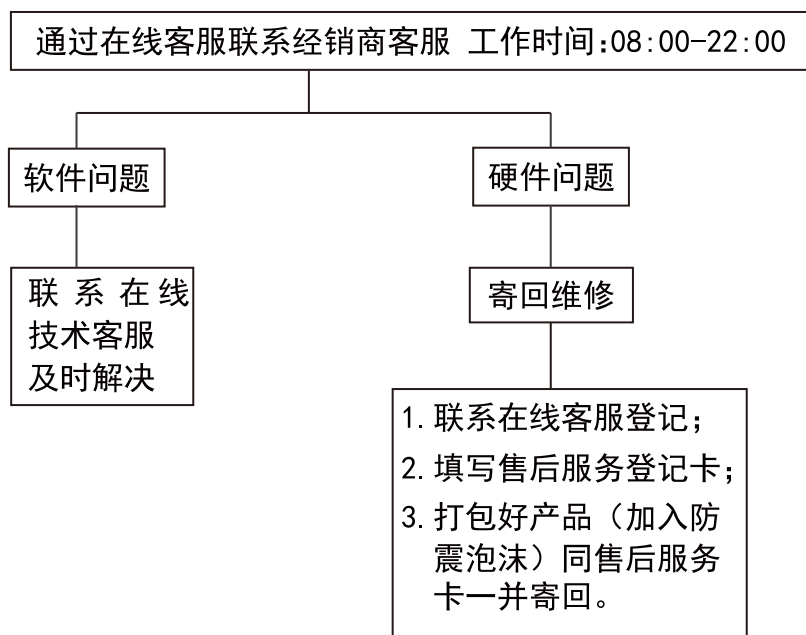 通过在线客服联系经销商客服 工作时间:08:00-22:00
软件问题
硬件问题
联系在线
技术客服
及时解决
寄回维修
1. 联系在线客服登记;
2. 填写售后服务登记卡;
3. 打包好产品（加入防
震泡沫）同售后服务
卡一并寄回。